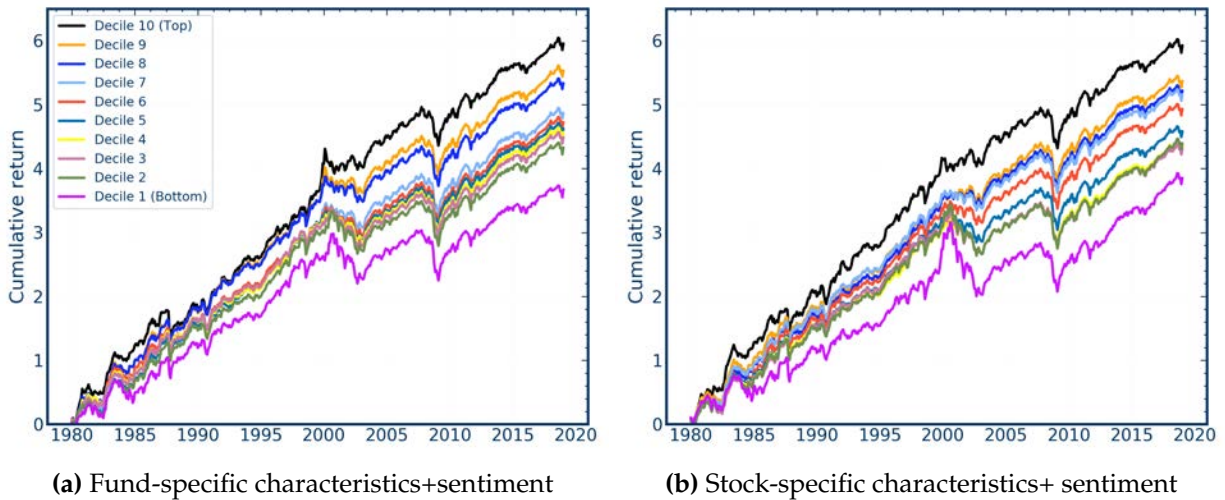 Decile 10 (Top)
Decile 9
Decile 8
Decile 7
Decile 6
Decile 5
Decile 4
Decile 3
Decile 2
Decile 1 (Bottom)
Cumulative return
6
5
4
3
2
1
0
1980 1985 1990 1995 2000 2005 2010 2015 2020
(a) Fund-specific characteristics+sentiment
Cumulative return
6
5
4
3
2
1
0
1980 1985 1990 1995 2000 2005 2010 2015 2020
(b) Stock-specific characteristics+ sentiment